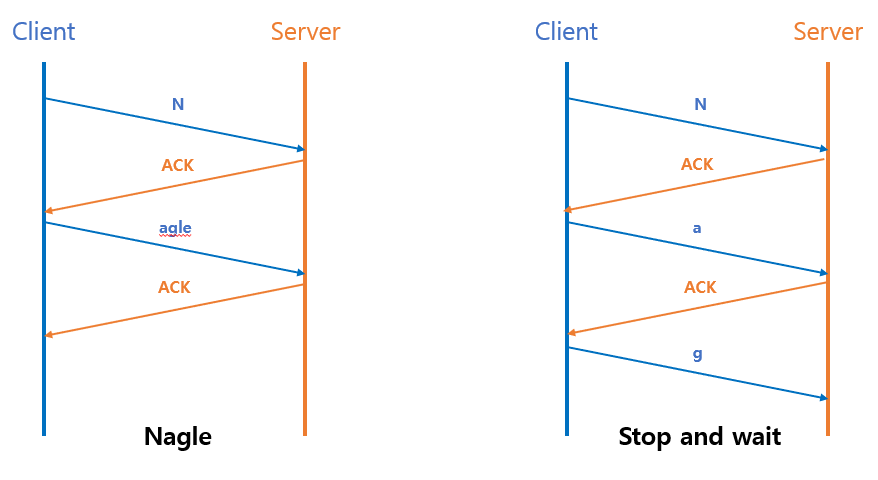 Client
Server
N
ACK
agle
ACK
Nagle
Client
Server
N
ACK
a
ACK
g
Stop and wait